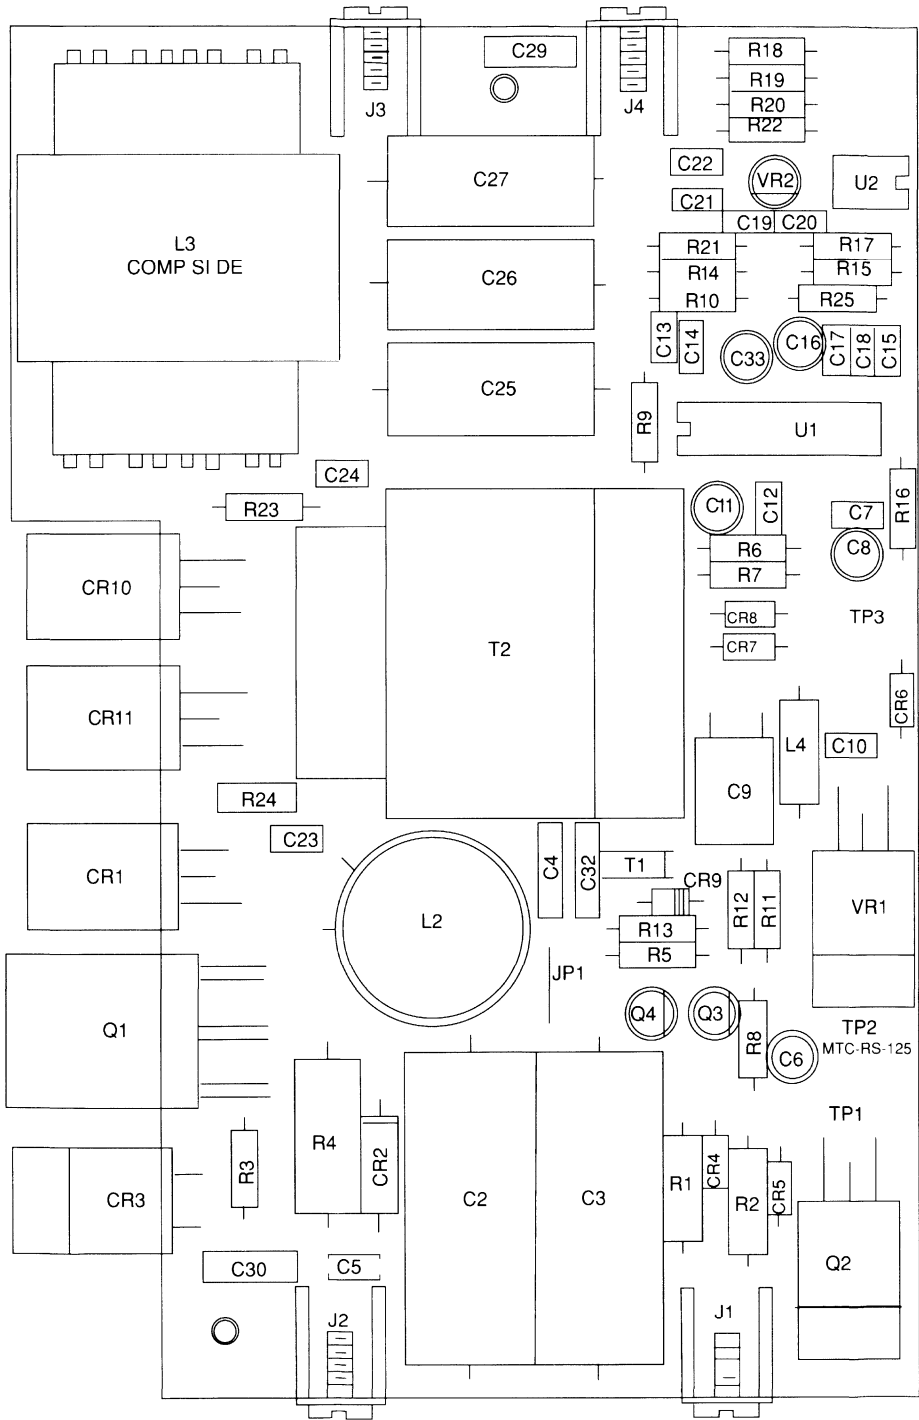 C29
R18
J3
J4
R19
R20
R22
C22
C27
VR2
U2
C21
C19
C20
L3
COMP SI DE
R21
R17
R14
R15
C26
R10
R25
C13
C14
C33
C16
C17
C18
C15
C25
R9
U1
C24
R23
C11
C12
R16
C7
C8
R6
R7
CR10
CR8
TP3
T2
CR7
CR11
CR6
L4
C10
C9
R24
C23
C4
C32
T1
CR1
CR9
R12
R11
VR1
L2
R13
R5
JP1
Q1
Q4
Q3
R8
C6
TP2
MTC-RS-125
TP1
R4
R3
CR2
CR3
C2
C3
R1
CR4
R2
CR5
Q2
C30
C5
J2
J1